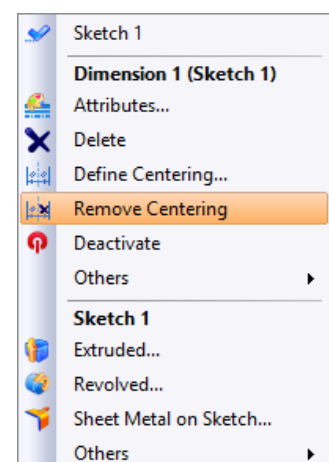 Sketch 1
Dimension 1 (Sketch 1)
Attributes...
Delete
Define Centering...
Remove Centering
Deactivate
Others
Sketch 1
Extruded...
Revolved...
Sheet Metal on Sketch...
Others